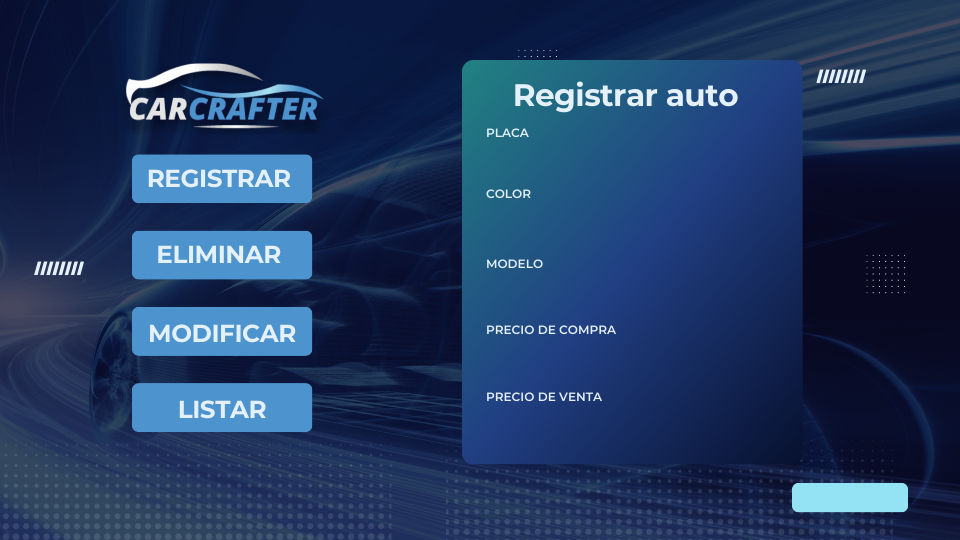 CARCRAFTER
REGISTRAR
ELIMINAR
MODIFICAR
LISTAR
Registrar auto
PLACA
COLOR
MODELO
PRECIO DE COMPRA
PRECIO DE VENTA